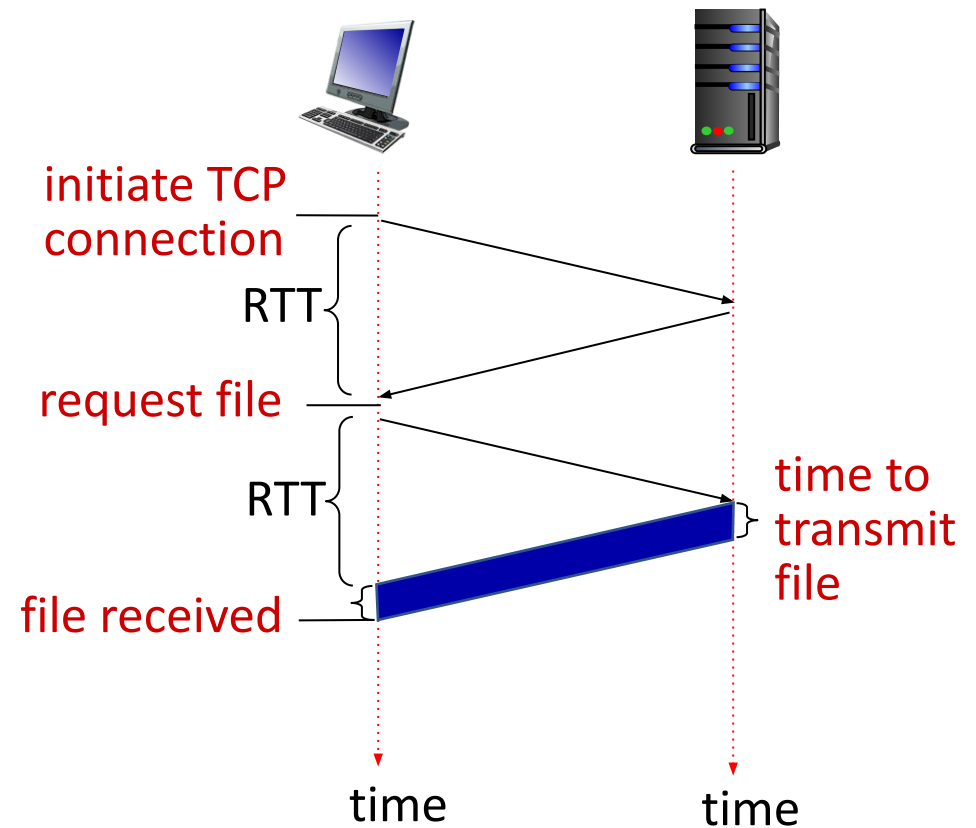 initiate TCP
connection
RTT
request file
RTT
time to
transmit
file
file received
time
time